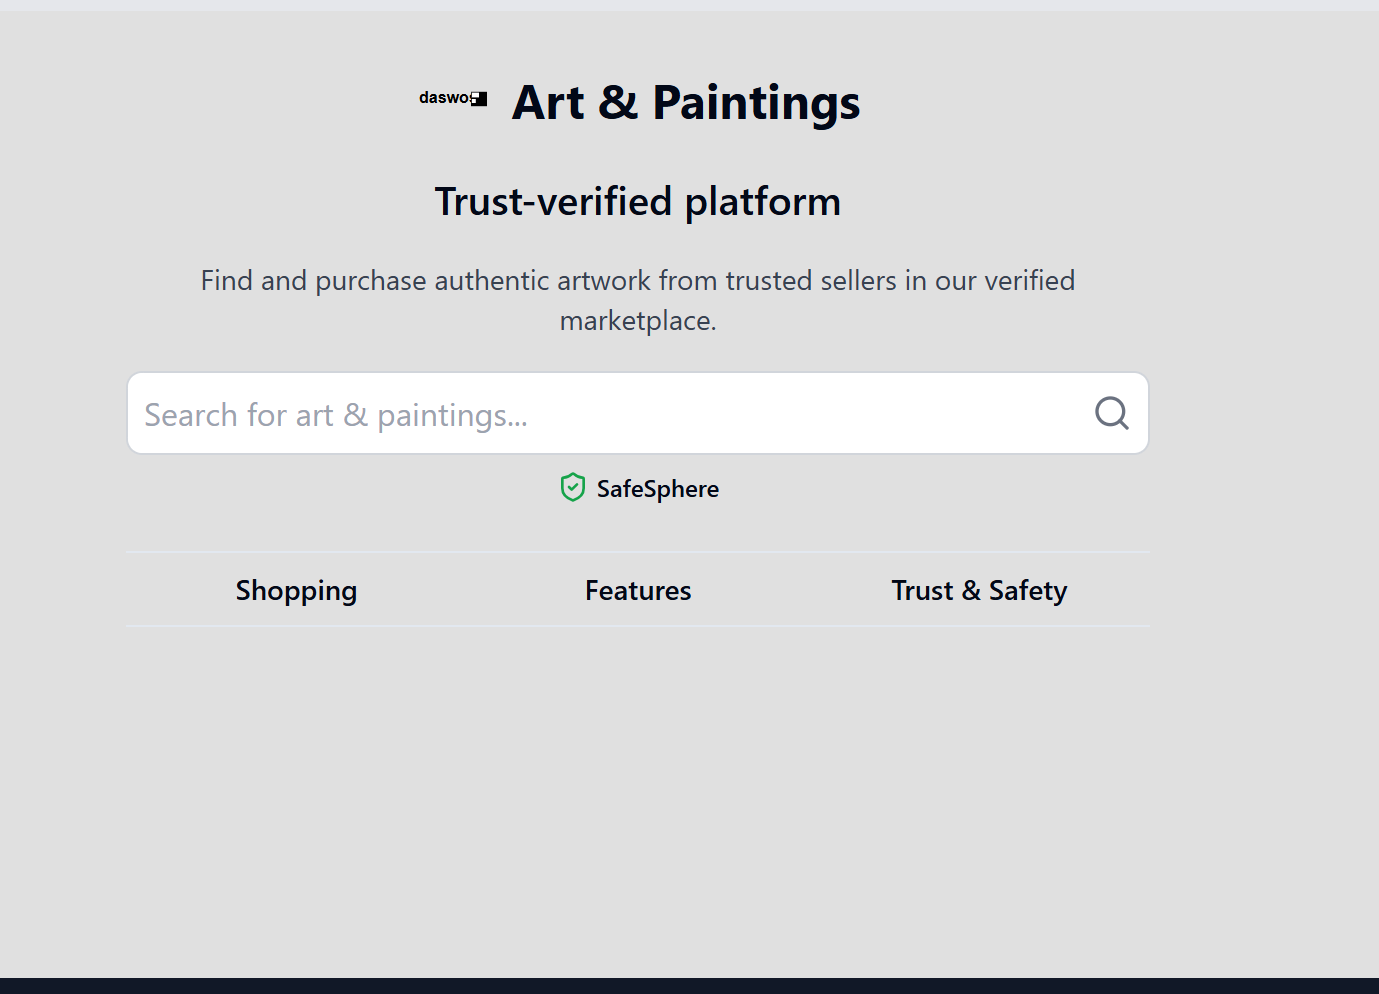 daswos Art & Paintings
Trust-verified platform
Find and purchase authentic artwork from trusted sellers in our verified
marketplace.
Search for art & paintings...
SafeSphere
Shopping Features Trust & Safety